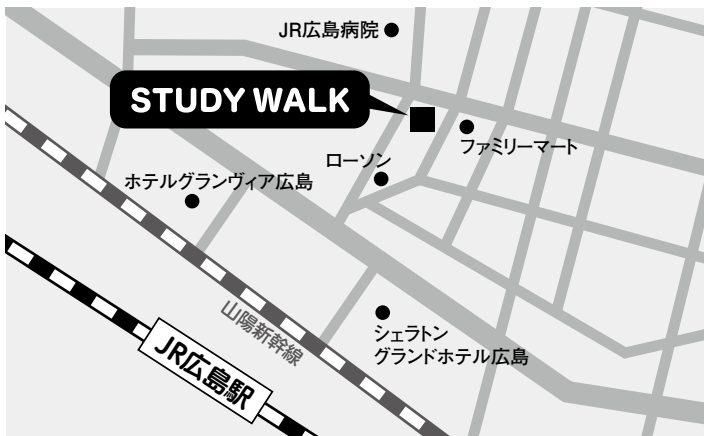 JR広島病院
STUDY WALK
ファミリーマート
ローソン
ホテルグランヴィア広島
山陽新幹線
シェラトン
グランドホテル広島
JR広島駅